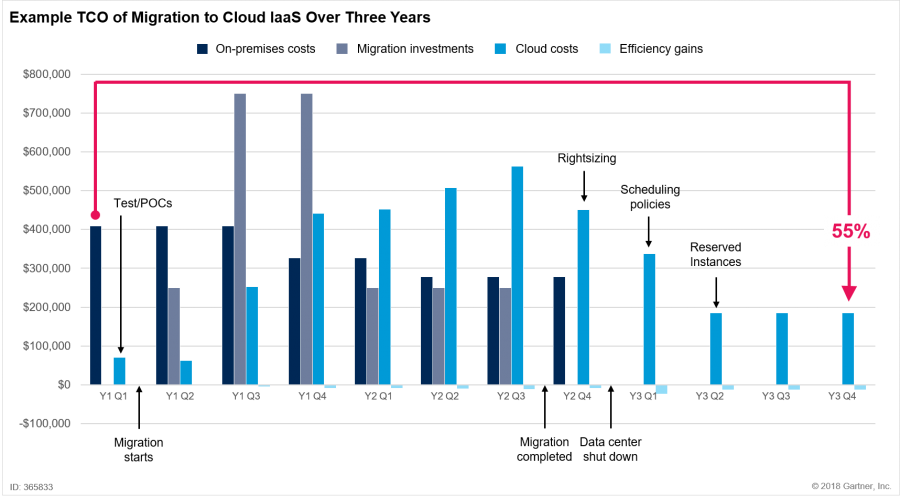 Example TCO of Migration to Cloud IaaS Over Three Years
On-premises costs Migration investments Cloud costs Efficiency gains
$800,000
$700,000
$600,000
$500,000
$400,000
$300,000
$200,000
$100,000
$0
-$100,000
Test/POCs
Rightsizing
Scheduling
policies
Reserved
Instances
55%
Y1 Q1 Y1 Q2 Y1 Q3 Y1 Q4 Y2 Q1 Y2 Q2 Y2 Q3 Y2 Q4 Y3 Q1 Y3 Q2 Y3 Q3 Y3 Q4
Migration
starts
Migration
completed
Data center
shut down
ID: 365833
© 2018 Gartner, Inc.